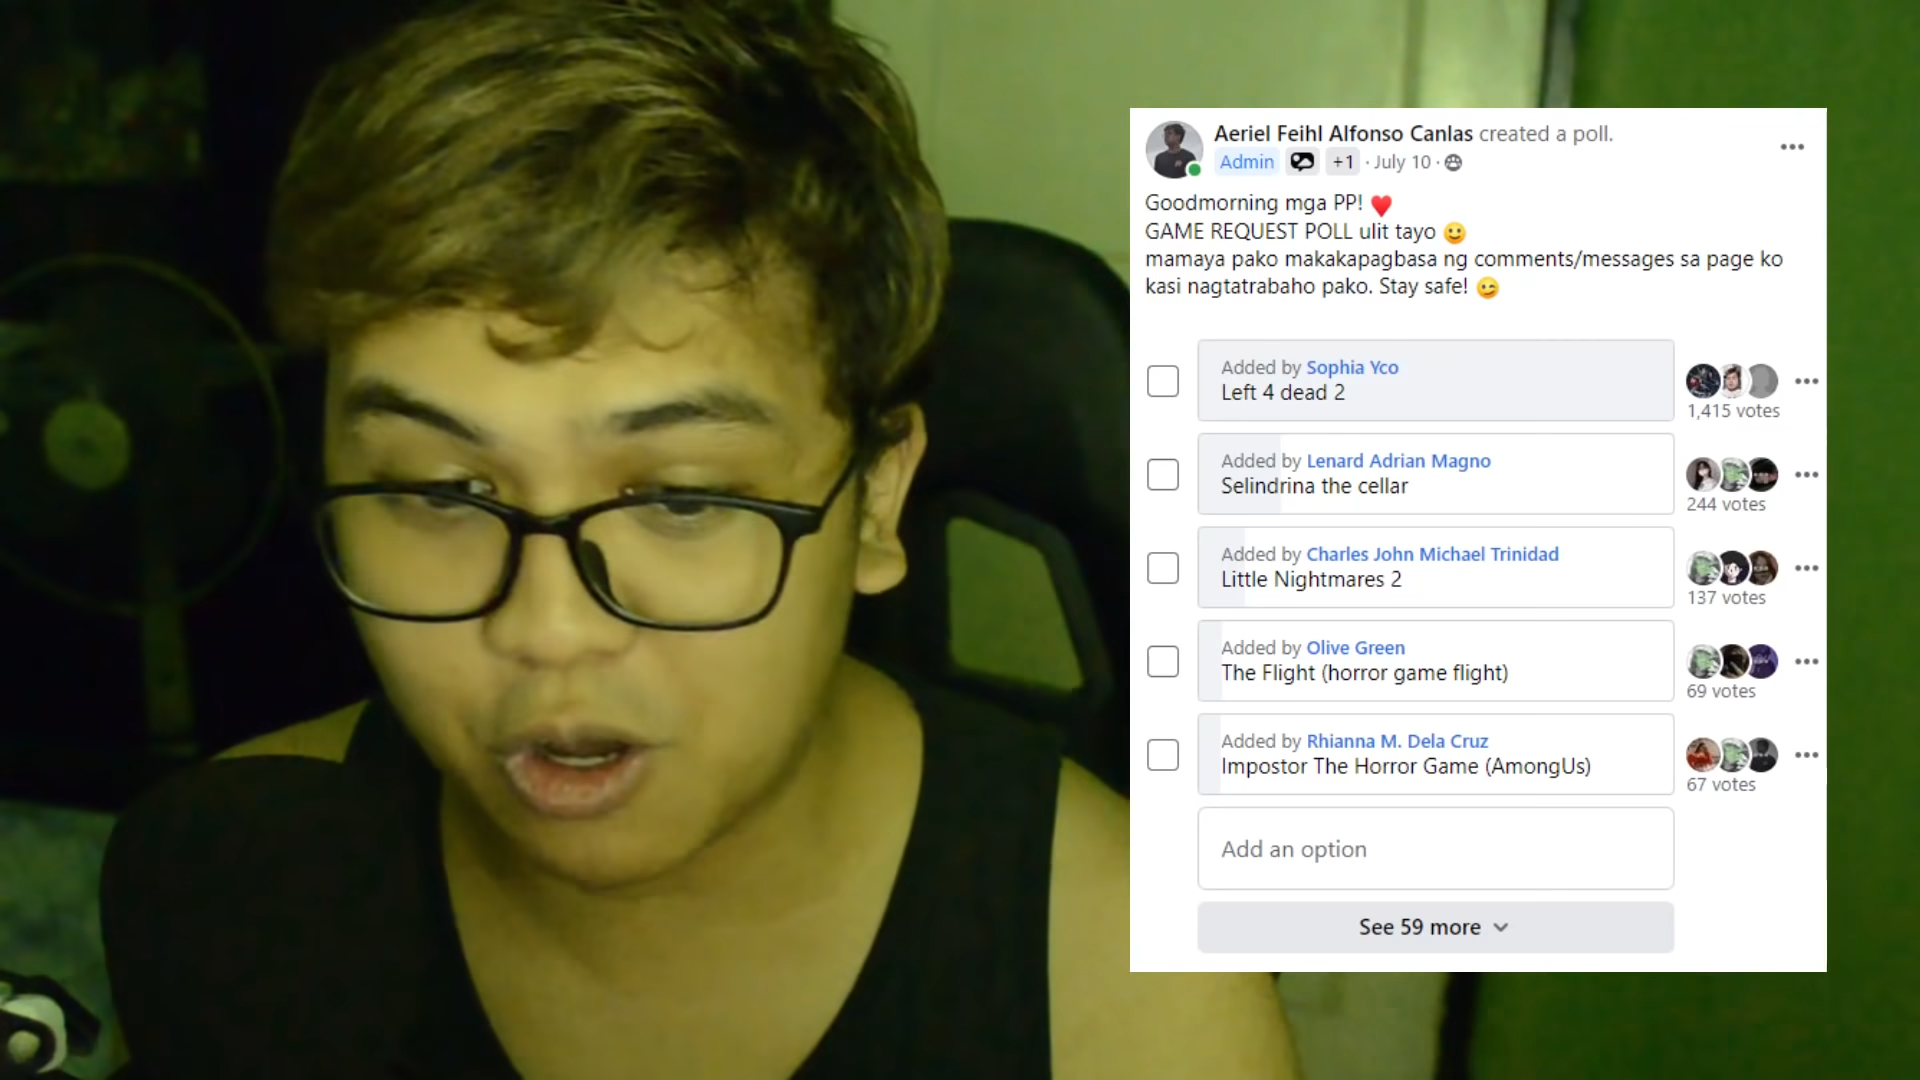 Aeriel Feihl Alfonso Canlas created a poll.
Admin +1 · July 10 ·
Goodmorning mga PP! ❤️
GAME REQUEST POLL ulit tayo 🙂
mamaya pako makakapagbasa ng comments/messages sa page ko
kasi nagtatrabaho pako. Stay safe! 😉
Added by Sophia Yco
Left 4 dead 2
1,415 votes
Added by Lenard Adrian Magno
Selindrina the cellar
244 votes
Added by Charles John Michael Trinidad
Little Nightmares 2
137 votes
Added by Olive Green
The Flight (horror game flight)
69 votes
Added by Rhianna M. Dela Cruz
Impostor The Horror Game (AmongUs)
67 votes
Add an option
See 59 more